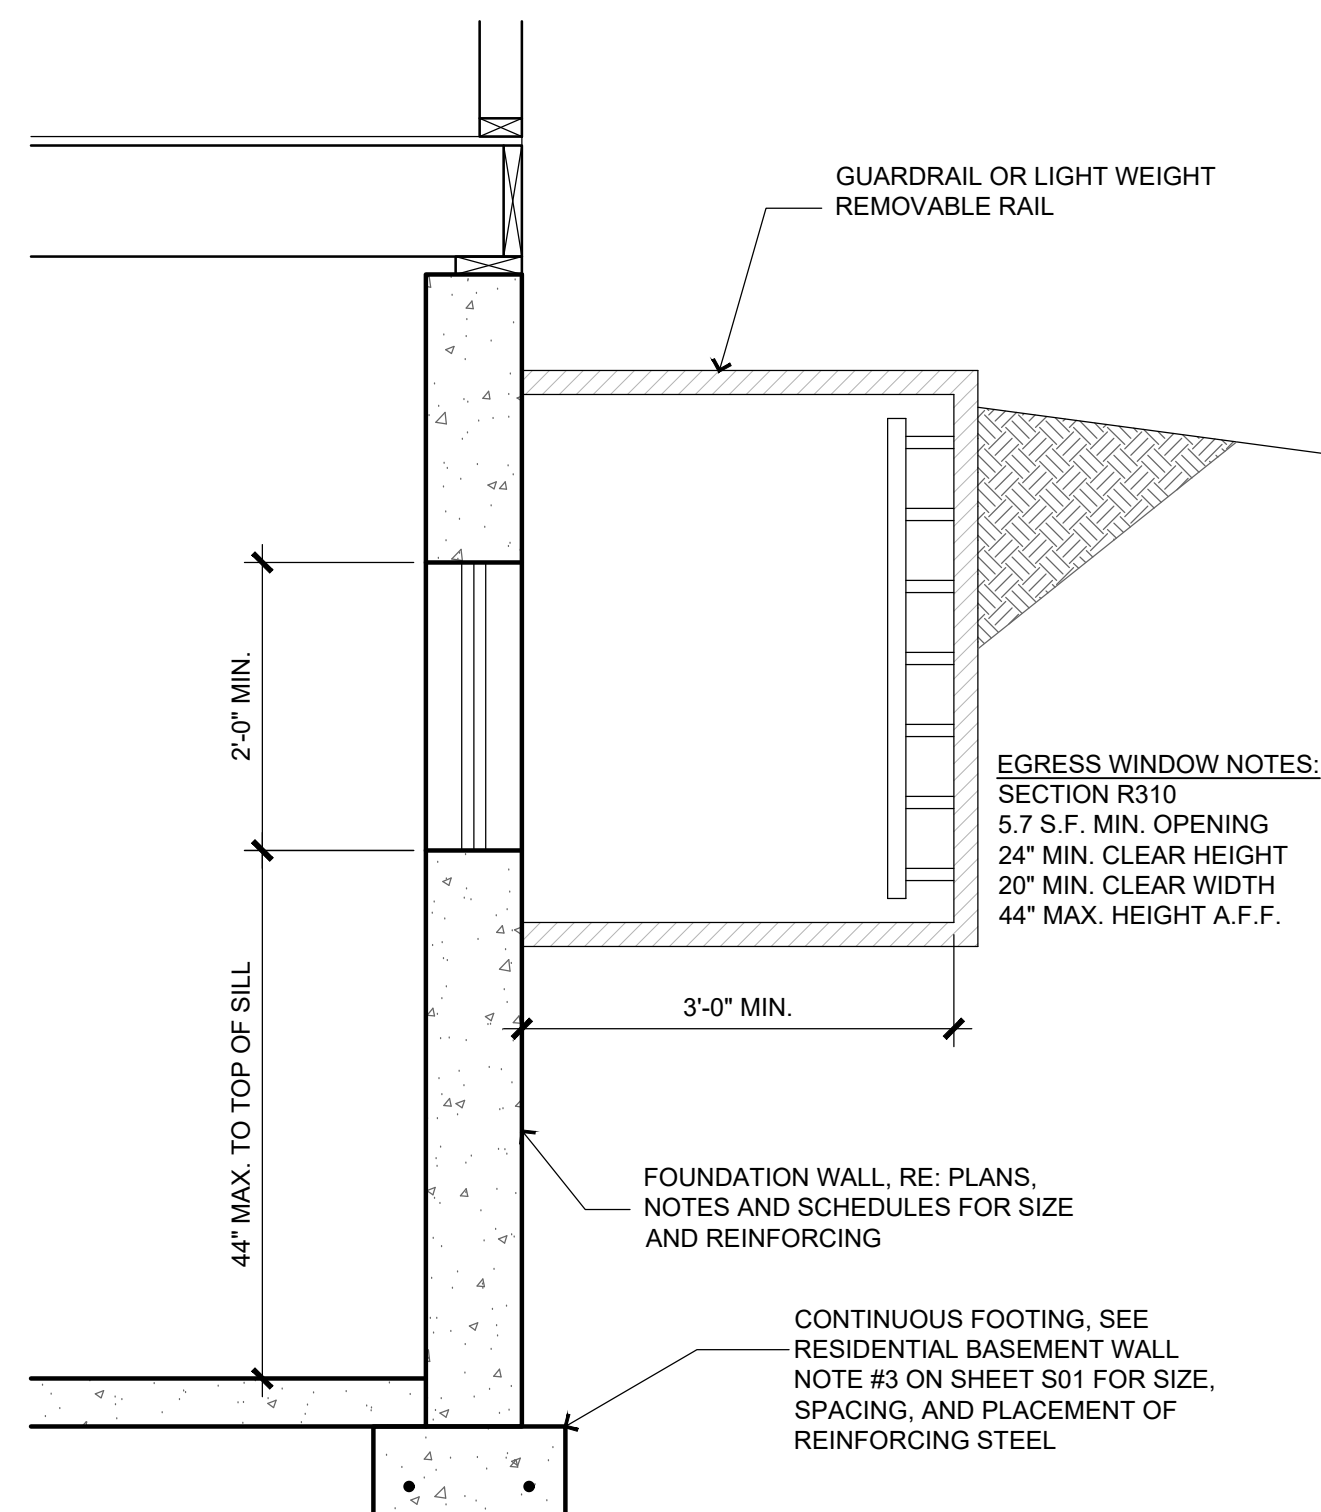 GUARDRAIL OR LIGHT WEIGHT
REMOVABLE RAIL
2'-0" MIN.
EGRESS WINDOW NOTES:
SECTION R310
5.7 S.F. MIN. OPENING
24" MIN. CLEAR HEIGHT
20" MIN. CLEAR WIDTH
44" MAX. HEIGHT A.F.F.
44" MAX. TO TOP OF SILL
3'-0" MIN.
FOUNDATION WALL, RE: PLANS,
NOTES AND SCHEDULES FOR SIZE
AND REINFORCING
CONTINUOUS FOOTING, SEE
RESIDENTIAL BASEMENT WALL
NOTE #3 ON SHEET S01 FOR SIZE,
SPACING, AND PLACEMENT OF
REINFORCING STEEL